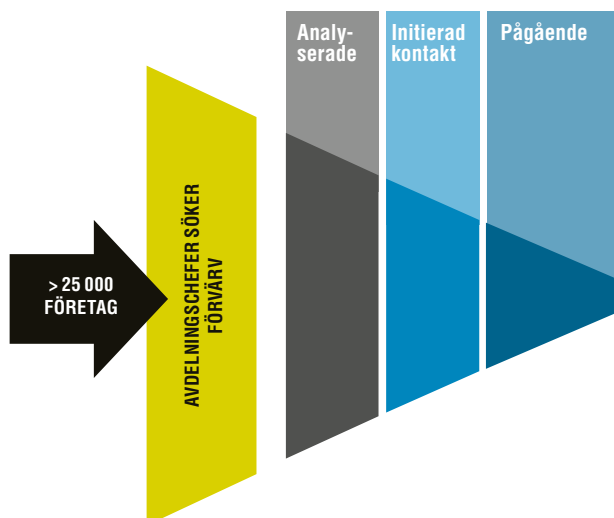 > 25 000
FÖRETAG
AVDELNINGSCHEFER SÖKER
FÖRVÄRV
Analy-
serade
Initierad
kontakt
Pågående